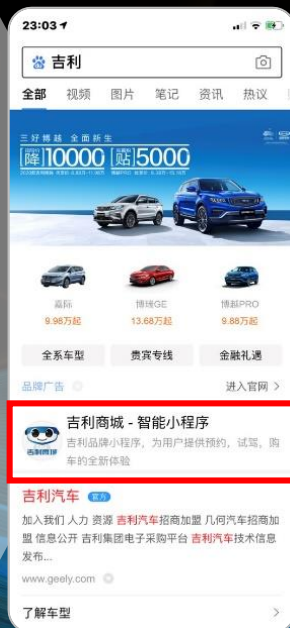 23:03
吉利
全部 视频 图片 笔记 资讯 热议
三好博越 全面新生
降10000 贴5000
嘉际 博瑞GE 博越PRO
9.98万起 13.68万起 9.88万起
全系车型 贵宾专线 金融礼遇
品牌广告 进入官网 >
吉利商城 - 智能小程序
吉利品牌小程序，为用户提供预约，试驾，购
车的全新体验
吉利商城
吉利汽车 官方
加入我们 人力 资源 吉利汽车招商加盟 几何汽车招商加
盟 信息公开 吉利集团电子采购平台 吉利汽车技术信息
发布...
www.geely.com
了解车型 >